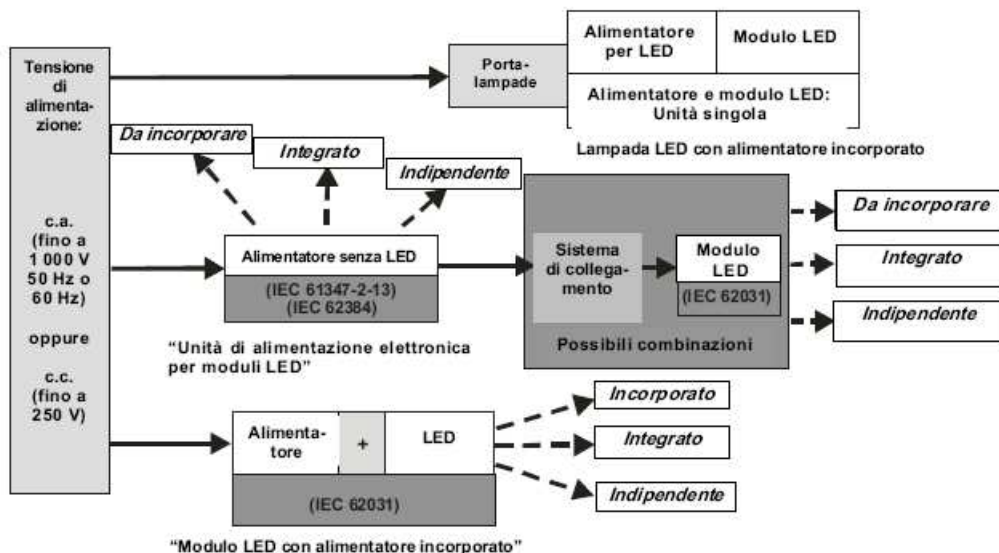 Tensione
di
alimenta-
zione:
c.a.
(fino a
1 000 V
50 Hz o
60 Hz)
oppure
c.c.
(fino a
250 V)
Porta-
lampade
Alimentatore
per LED
Modulo LED
Alimentatore e modulo LED:
Unità singola
Lampada LED con alimentatore incorporato
Da incorporare
Integrato
Indipendente
Alimentatore senza LED
(IEC 61347-2-13)
(IEC 62384)
“Unità di alimentazione elettronica
per moduli LED”
Sistema
di collega-
mento
Modulo
LED
(IEC 62031)
Possibili combinazioni
Da incorporare
Integrato
Indipendente
Alimenta-
tore
+
LED
(IEC 62031)
“Modulo LED con alimentatore incorporato”
Incorporato
Integrato
Indipendente